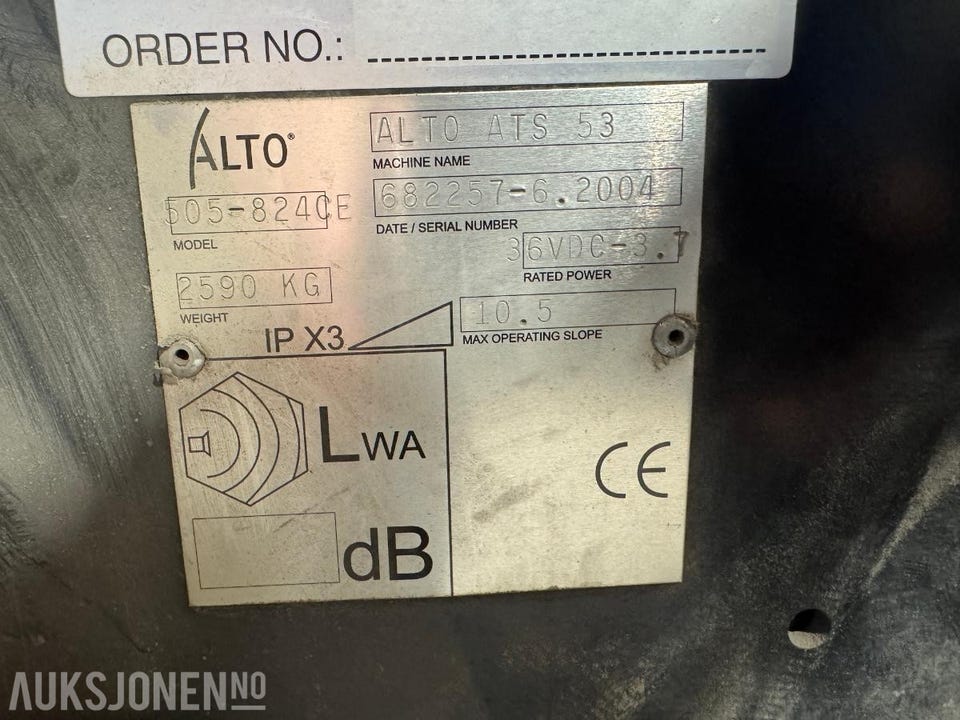 ORDER NO.:
ALTO®
ALTO ATS 53
MACHINE NAME
505-824CE
MODEL
682257-6.2004
DATE / SERIAL NUMBER
36VDC-3.7
RATED POWER
2590 KG
WEIGHT
10.5
MAX OPERATING SLOPE
IP X3
LWA
CE
dB
AUKSJONEN.NO